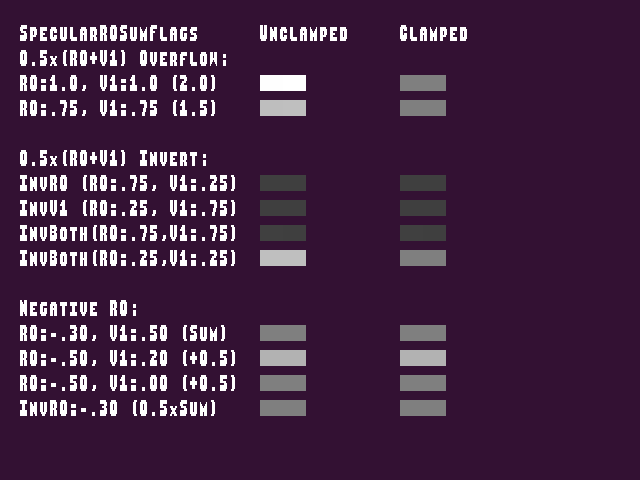 SpecularR0SumFlags Unclamped Clamped
0.5x(R0+V1) Overflow:
R0:1.0, V1:1.0 (2.0)
R0:.75, V1:.75 (1.5)
0.5x(R0+V1) Invert:
InvR0 (R0:.75, V1:.25)
InvV1 (R0:.25, V1:.75)
InvBoth(R0:.75,V1:.75)
InvBoth(R0:.25,V1:.25)
Negative R0:
R0:-.30, V1:.50 (Sum)
R0:-.50, V1:.20 (+0.5)
R0:-.50, V1:.00 (+0.5)
InvR0:-.30 (0.5xSum)